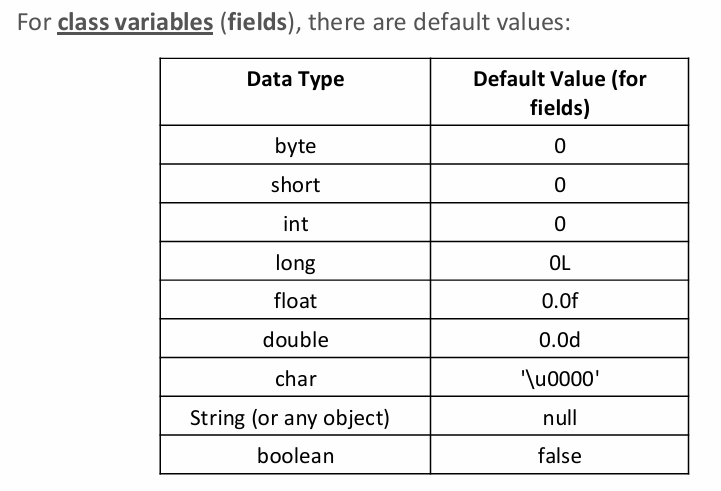 For class variables (fields), there are default values:
Data Type Default Value (for
fields)
byte 0
short 0
int 0
long 0L
float 0.0f
double 0.0d
char '\u0000'
String (or any object) null
boolean false